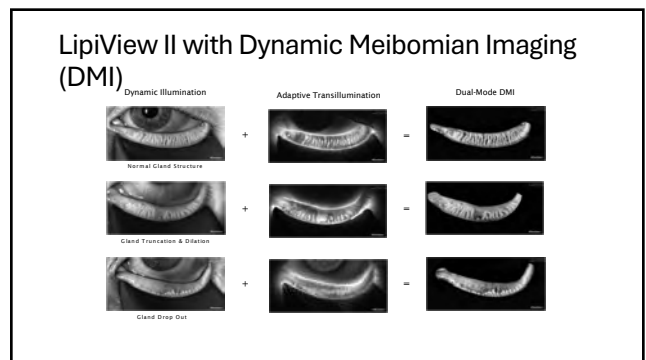 LipiView II with Dynamic Meibomian Imaging
(DMI)
Dynamic Illumination
Adaptive Transillumination
Dual-Mode DMI
+
=
Normal Gland Structure
+
=
Gland Truncation & Dilation
+
=
Gland Drop Out